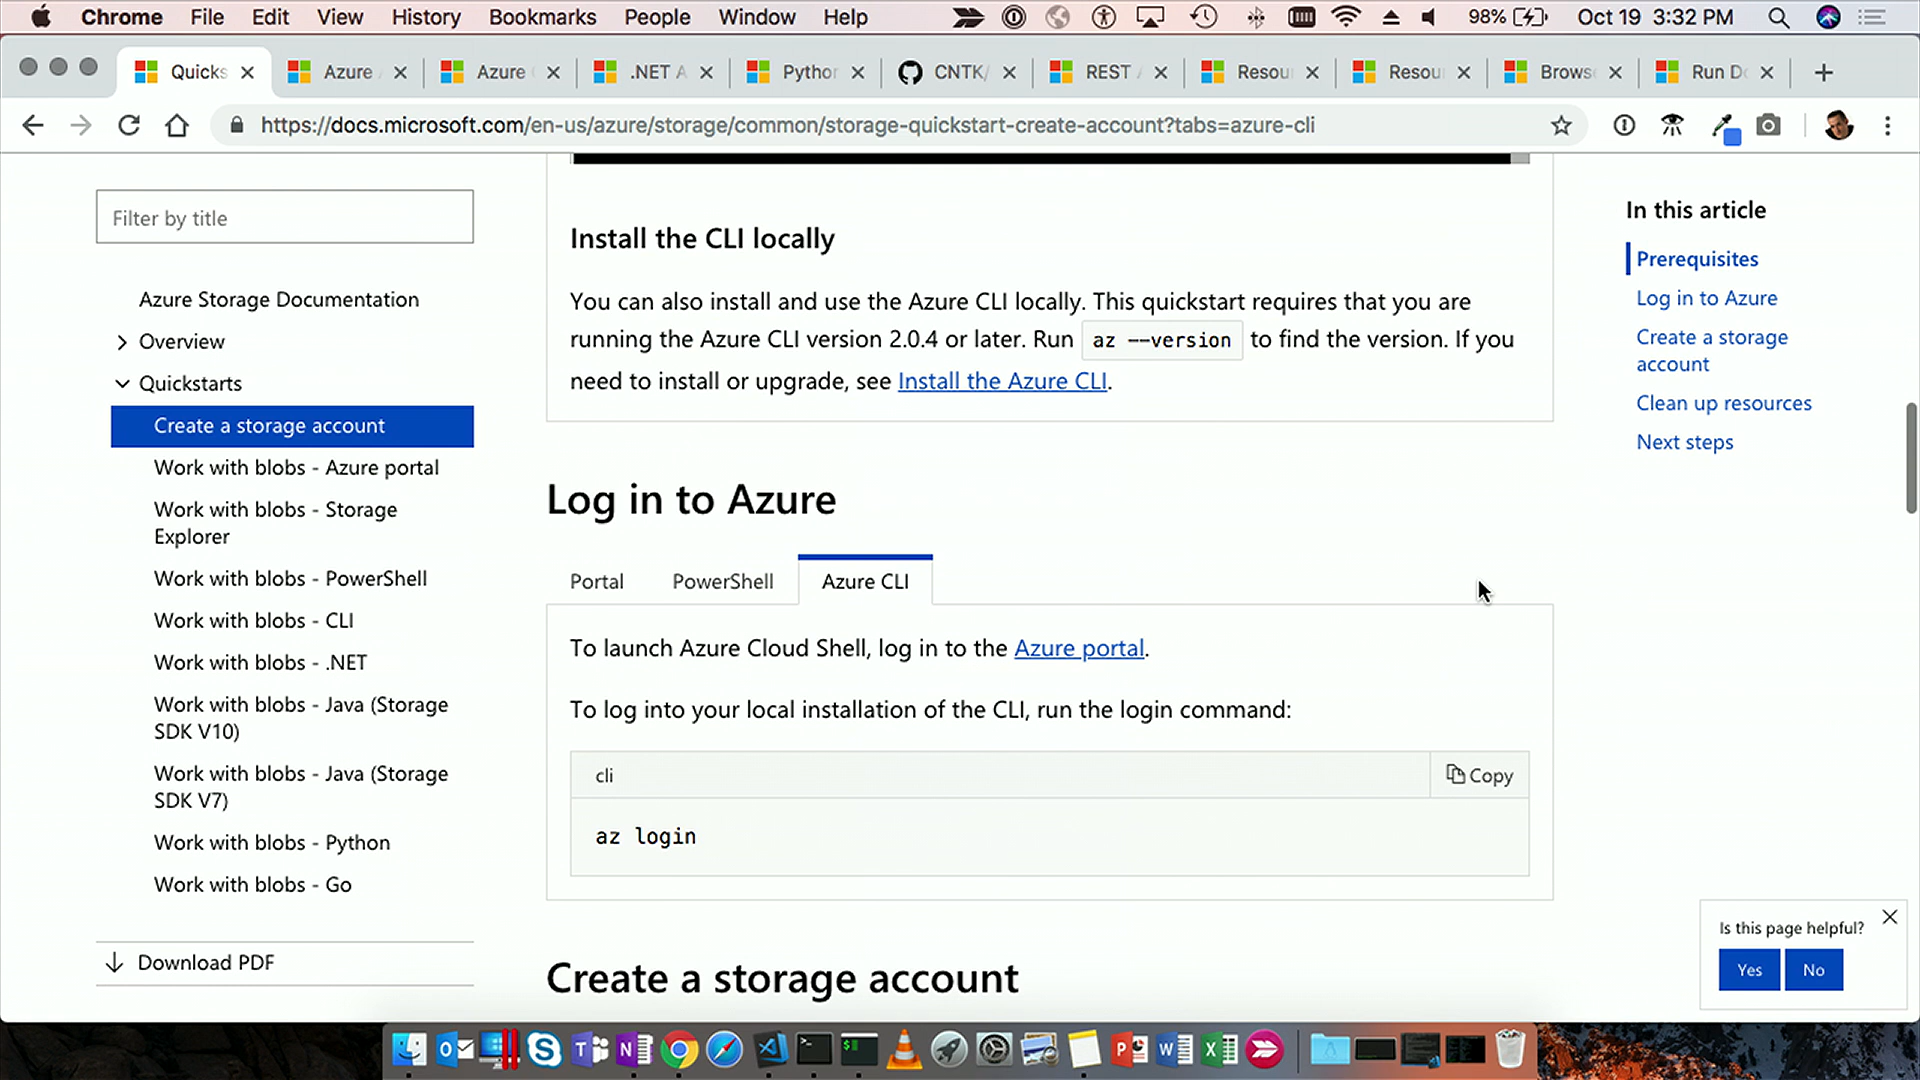 Chrome File Edit View History Bookmarks People Window Help 98% Oct 19 3:32 PM
Quicks Azure Azure .NET A Python CNTK/ REST Resou Resou Brows Run Do
https://docs.microsoft.com/en-us/azure/storage/common/storage-quickstart-create-account?tabs=azure-cli
Filter by title
Azure Storage Documentation
Overview
Quickstarts
Create a storage account
Work with blobs - Azure portal
Work with blobs - Storage
Explorer
Work with blobs - PowerShell
Work with blobs - CLI
Work with blobs - .NET
Work with blobs - Java (Storage
SDK V10)
Work with blobs - Java (Storage
SDK V7)
Work with blobs - Python
Work with blobs - Go
Download PDF
Install the CLI locally
You can also install and use the Azure CLI locally. This quickstart requires that you are
running the Azure CLI version 2.0.4 or later. Run az --version to find the version. If you
need to install or upgrade, see Install the Azure CLI.
Log in to Azure
Portal PowerShell Azure CLI
To launch Azure Cloud Shell, log in to the Azure portal.
To log into your local installation of the CLI, run the login command:
cli Copy
az login
Create a storage account
In this article
Prerequisites
Log in to Azure
Create a storage
account
Clean up resources
Next steps
Is this page helpful?
Yes No